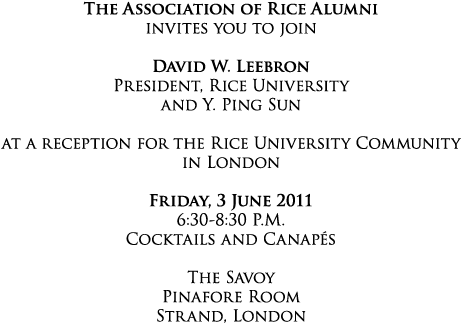 The Association of Rice Alumni
invites you to join
David W. Leebron
President, Rice University
and Y. Ping Sun
at a reception for the Rice University Community
in London
Friday, 3 June 2011
6:30-8:30 p.m.
Cocktails and Canapés
The Savoy
Pinafore Room
Strand, London